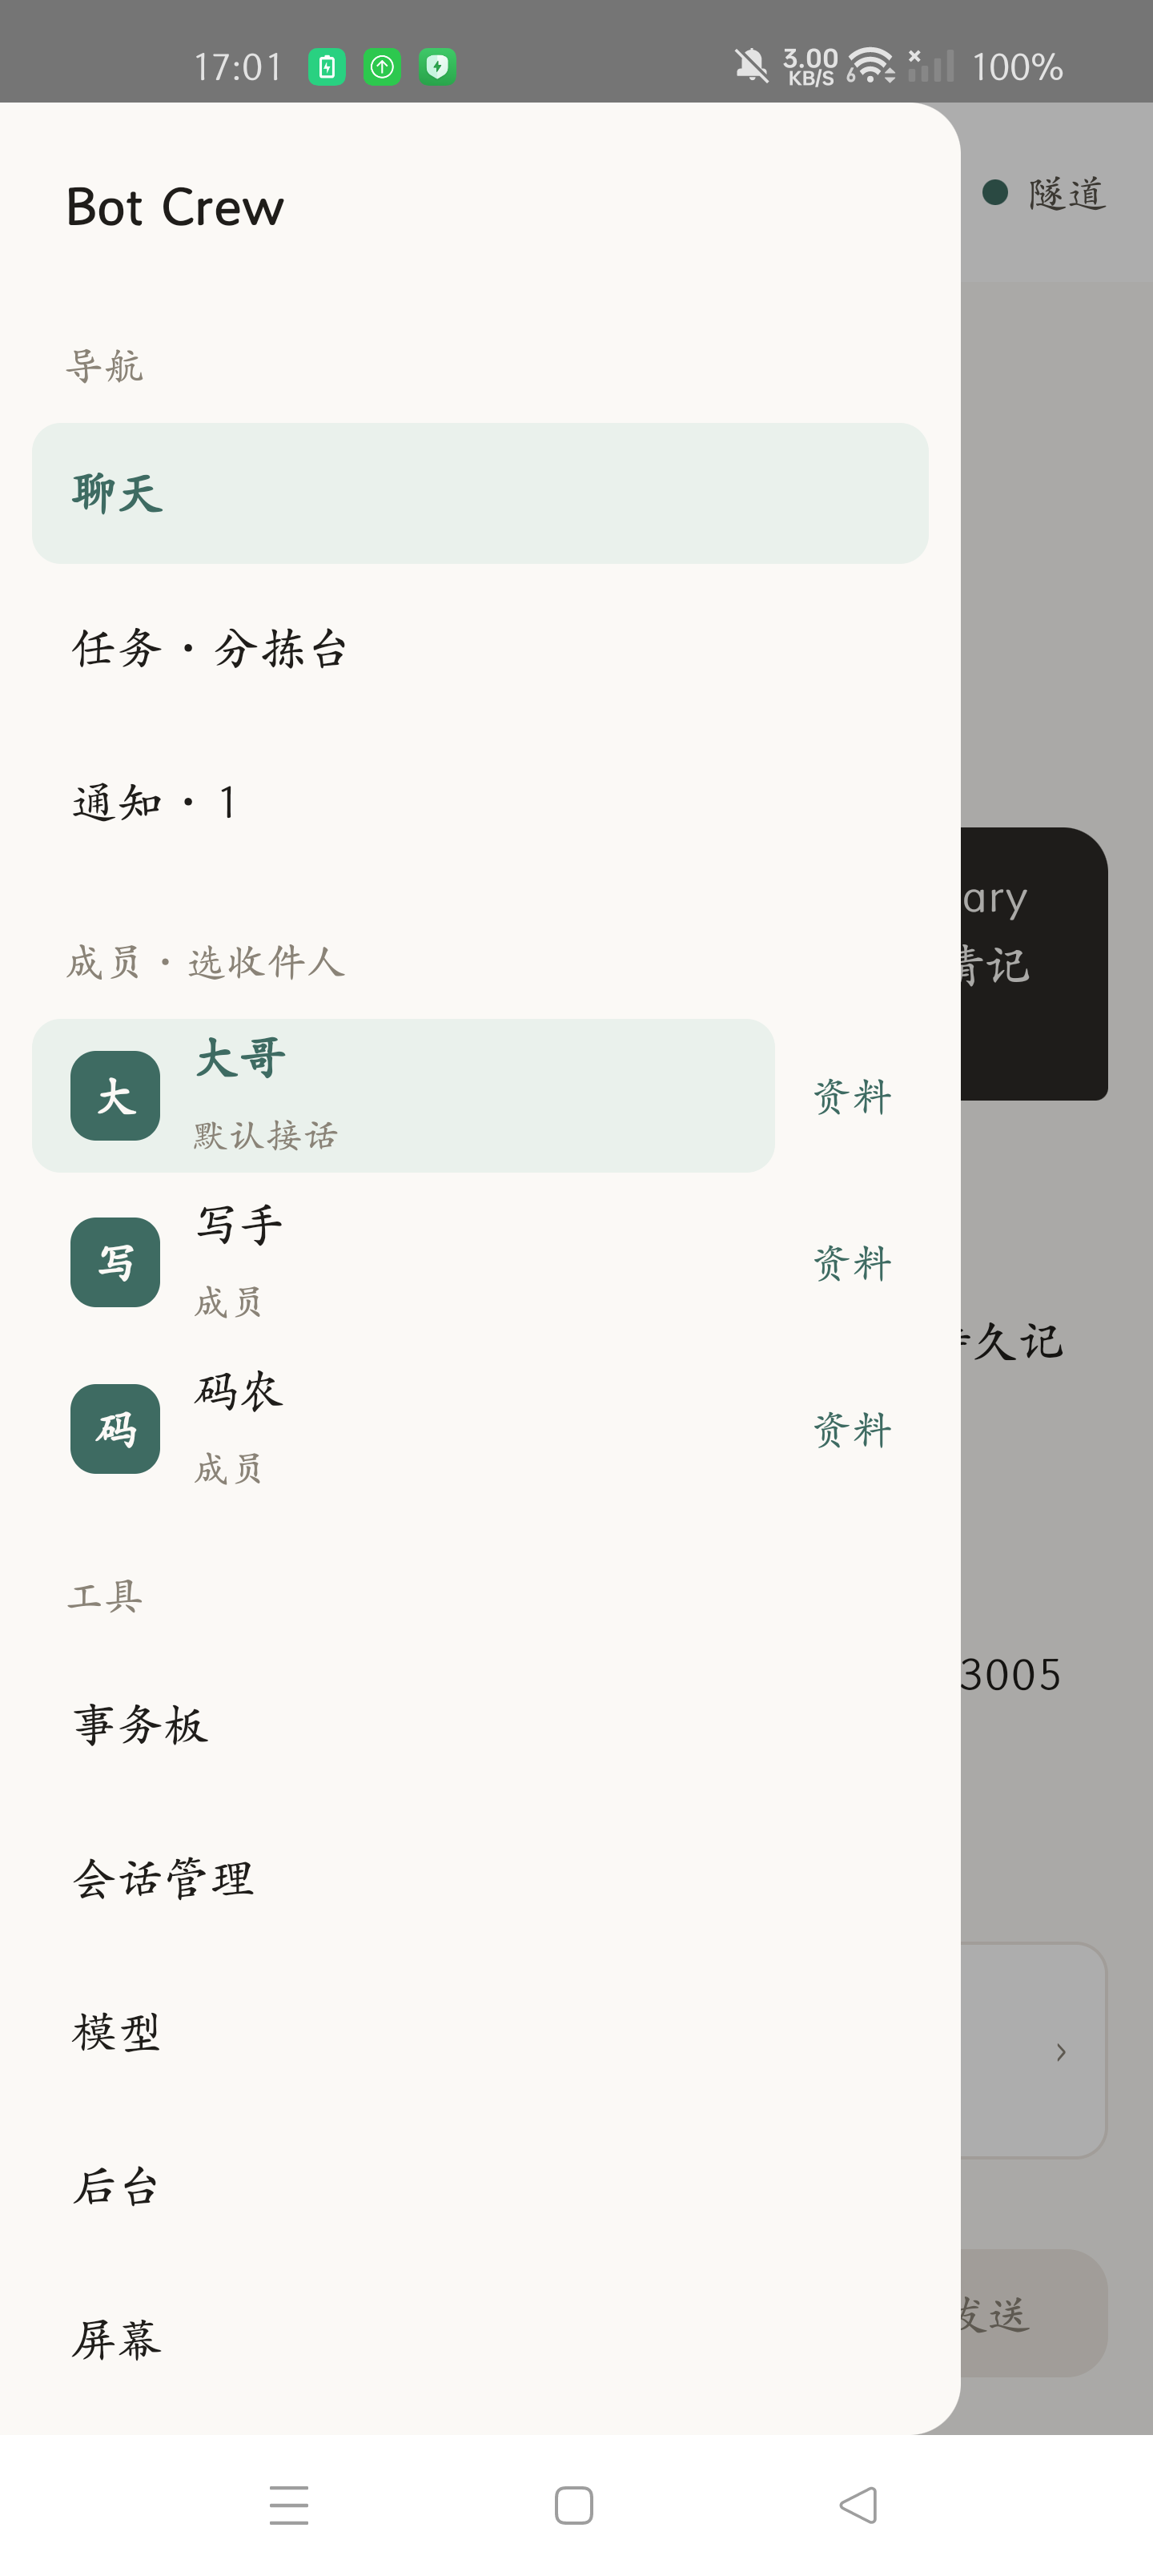 17:01
3.00 KB/S
6
100%
Bot Crew
隧道
导航
聊天
任务·分拣台
通知·1
ary
记
成员·选收件人
大
大哥
默认接话
资料
写
写手
成员
资料
久记
码
码农
成员
资料
工具
3005
事务板
会话管理
模型
›
后台
发送
屏幕